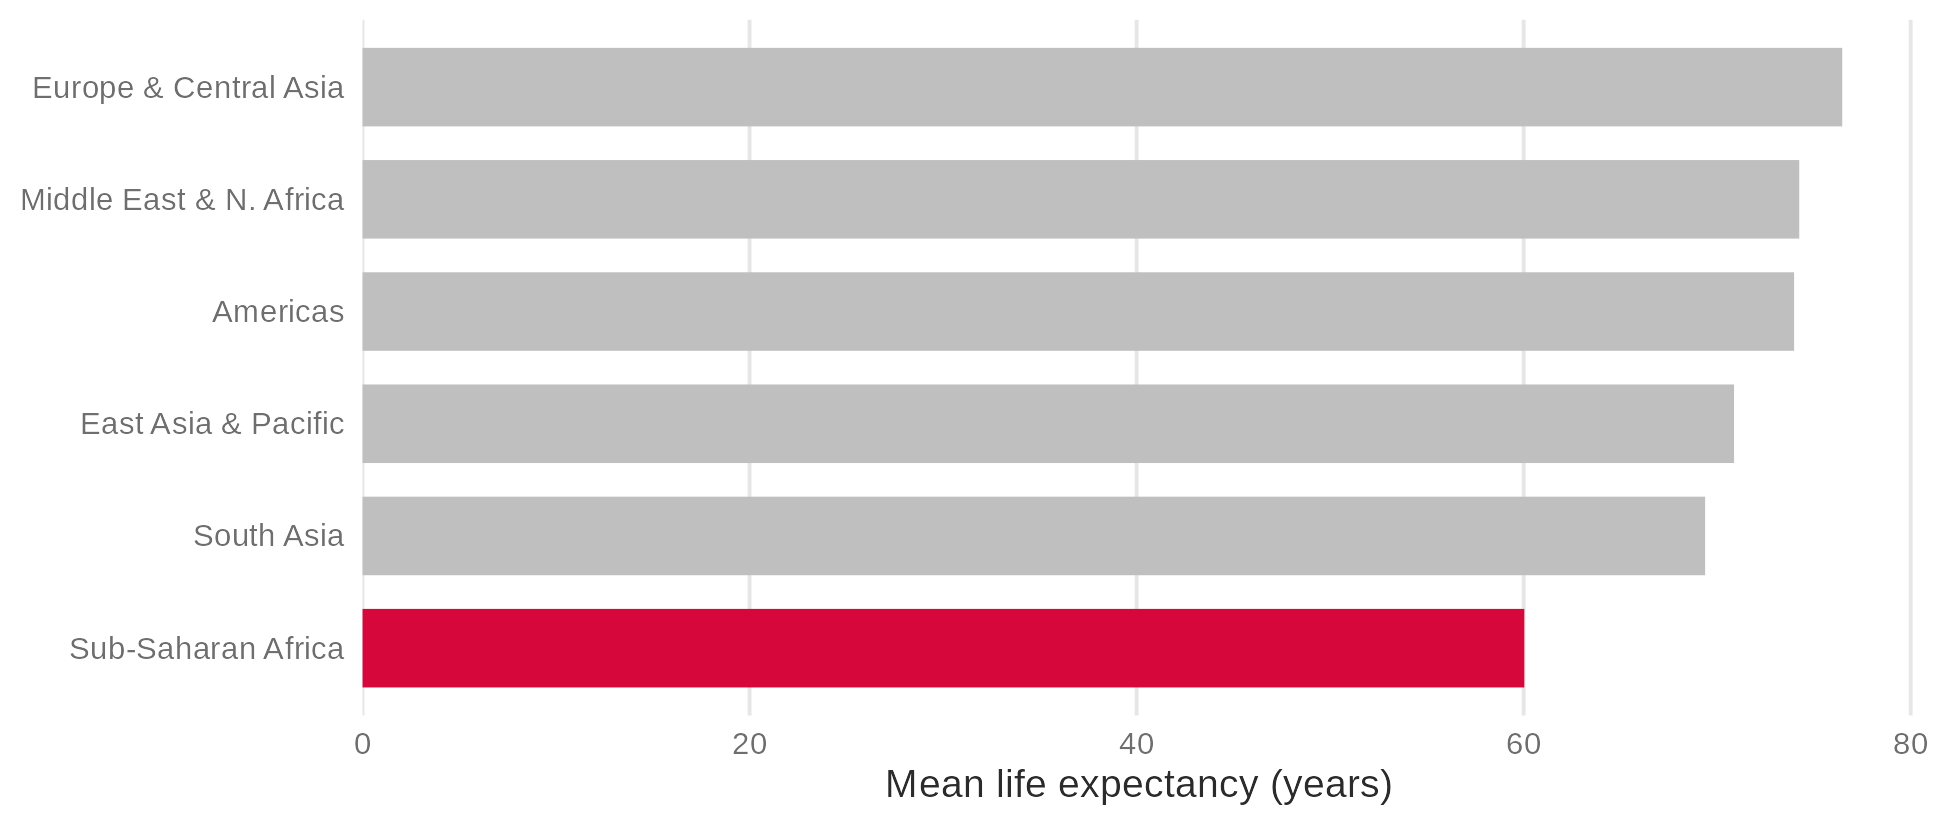 Europe & Central Asia
Middle East & N. Africa
Americas
East Asia & Pacific
South Asia
Sub-Saharan Africa
0 20 40 60 80
Mean life expectancy (years)